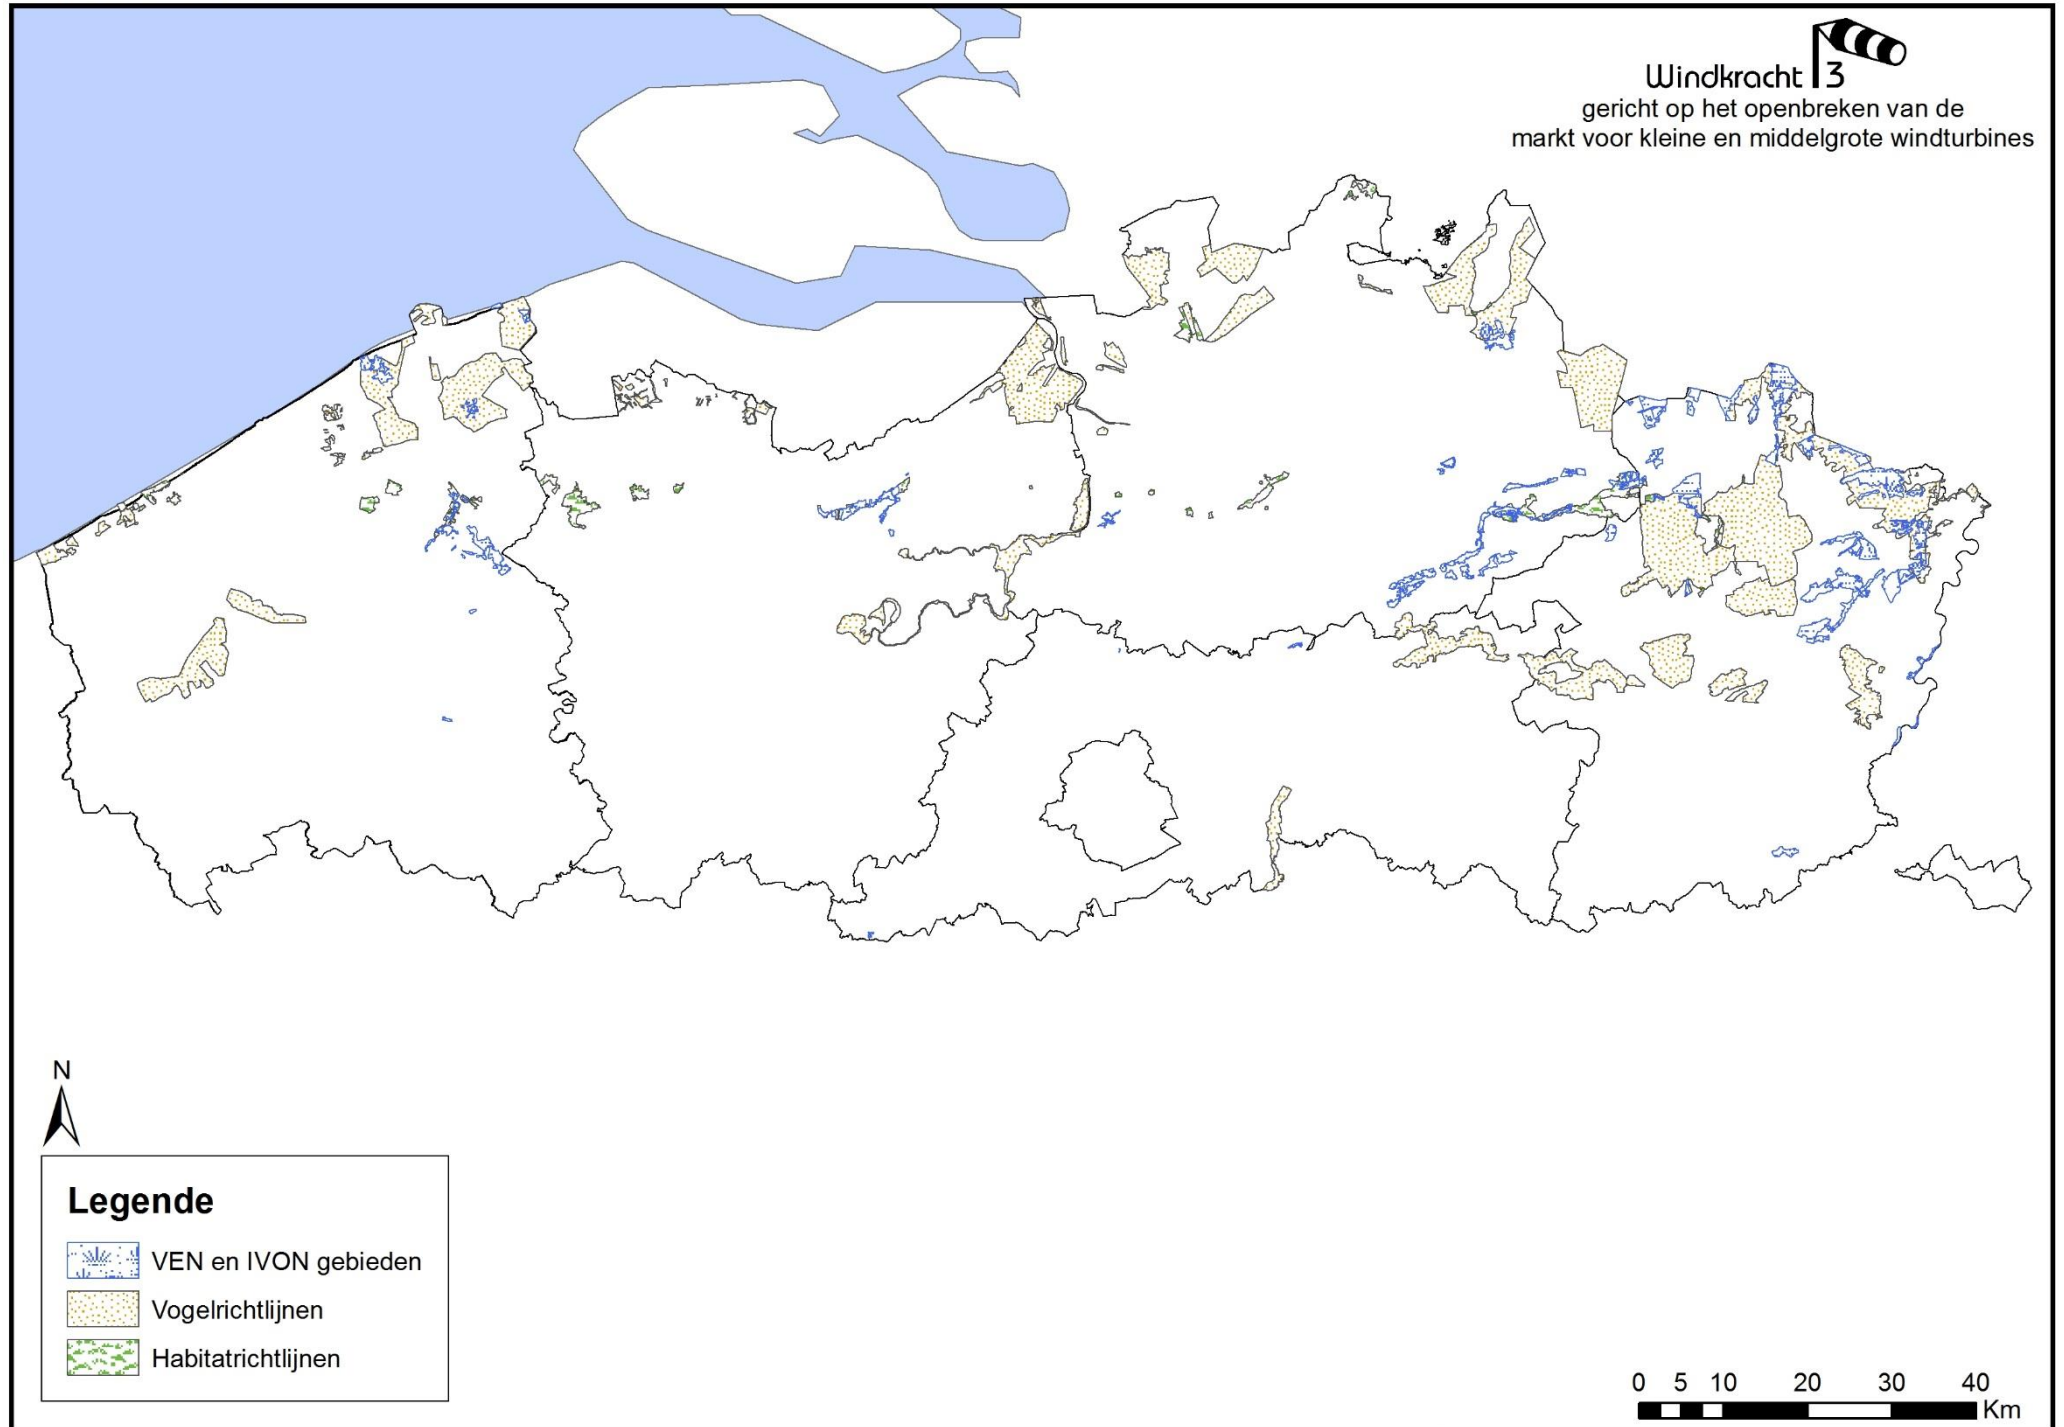 Windkracht 13
gericht op het openbreken van de
markt voor kleine en middelgrote windturbines
N
Legende
VEN en IVON gebieden
Vogelrichtlijnen
Habitatrichtlijnen
0 5 10 20 30 40
Km